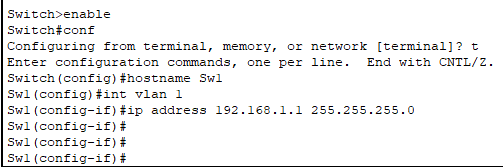 Switch>enable
Switch#conf
Configuring from terminal, memory, or network [terminal]? t
Enter configuration commands, one per line.  End with CNTL/Z.
Switch(config)#hostname Sw1
Sw1(config)#int vlan 1
Sw1(config-if)#ip address 192.168.1.1 255.255.255.0
Sw1(config-if)#
Sw1(config-if)#
Sw1(config-if)#